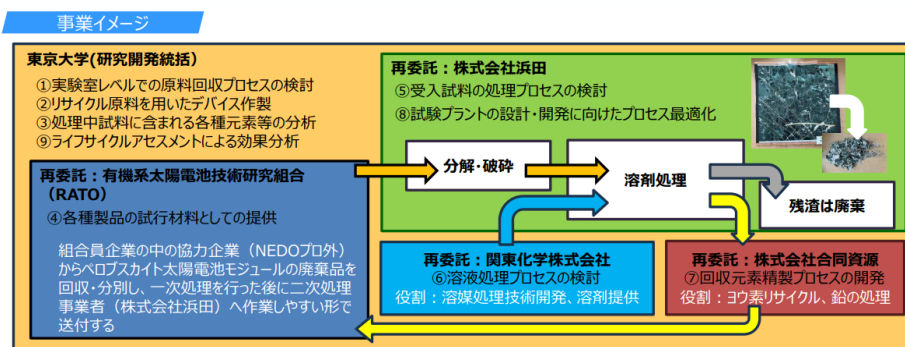 事業イメージ
東京大学(研究開発統括）
①実験室レベルでの原料回収プロセスの検討
②リサイクル原料を用いたデバイス作製
③処理中試料に含まれる各種元素等の分析
⑨ライフサイクルアセスメントによる効果分析
再委託：有機系太陽電池技術研究組合
（RATO）
④各種製品の試行材料としての提供
組合員企業の中の協力企業（NEDOプロ外）
からペロブスカイト太陽電池モジュールの廃棄品を
回収・分別し、一次処理を行った後に二次処理
事業者（株式会社浜田）へ作業しやすい形で
送付する
再委託：株式会社浜田
⑤受入試料の処理プロセスの検討
⑧試験プラントの設計・開発に向けたプロセス最適化
分解・破砕
溶剤処理
残渣は廃棄
再委託：関東化学株式会社
⑥溶液処理プロセスの検討
役割：溶媒処理技術開発、溶剤提供
再委託：株式会社合同資源
⑦回収元素精製プロセスの開発
役割：ヨウ素リサイクル、鉛の処理